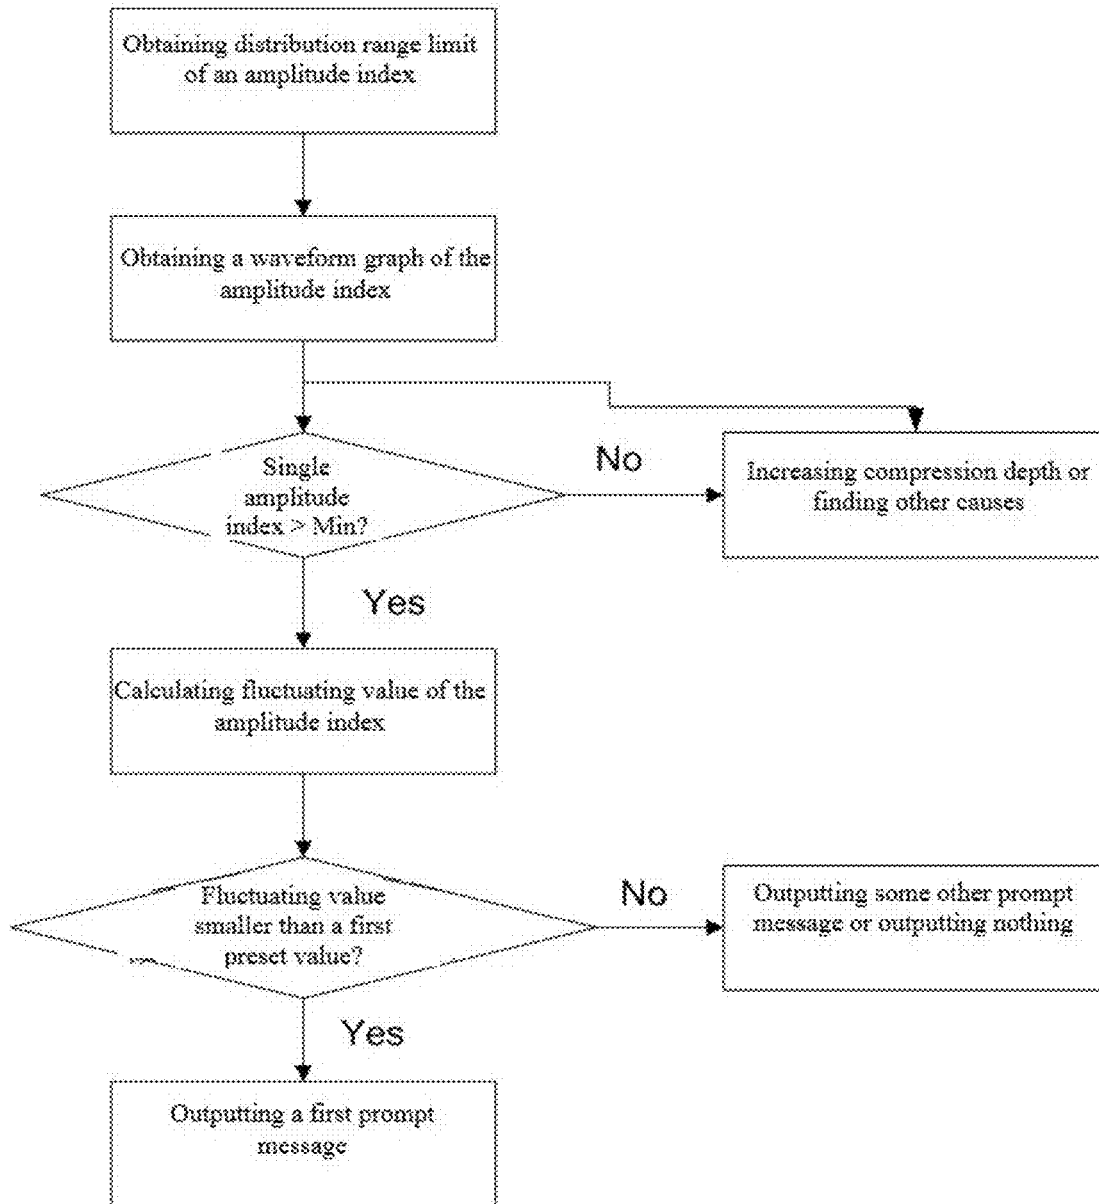 Obtaining distribution range limit
of an amplitude index
Obtaining a waveform graph of the
amplitude index
Single
amplitude
index > Min?
No
Increasing compression depth or
finding other causes
Yes
Calculating fluctuating value of the
amplitude index
Fluctuating value
smaller than a first
preset value?
No
Outputting some other prompt
message or outputting nothing
Yes
Outputting a first prompt
message